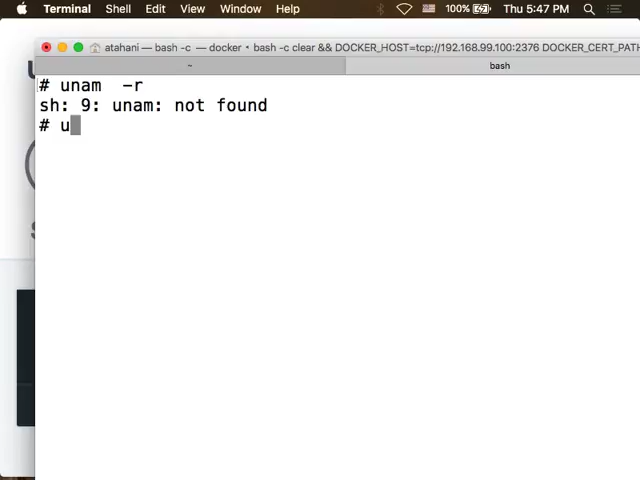 Terminal Shell Edit View Window Help 100% Thu 5:47 PM
atahani — bash -c — docker • bash -c clear && DOCKER_HOST=tcp://192.168.99.100:2376 DOCKER_CERT_PATH
~ bash
# unam  -r
sh: 9: unam: not found
# u